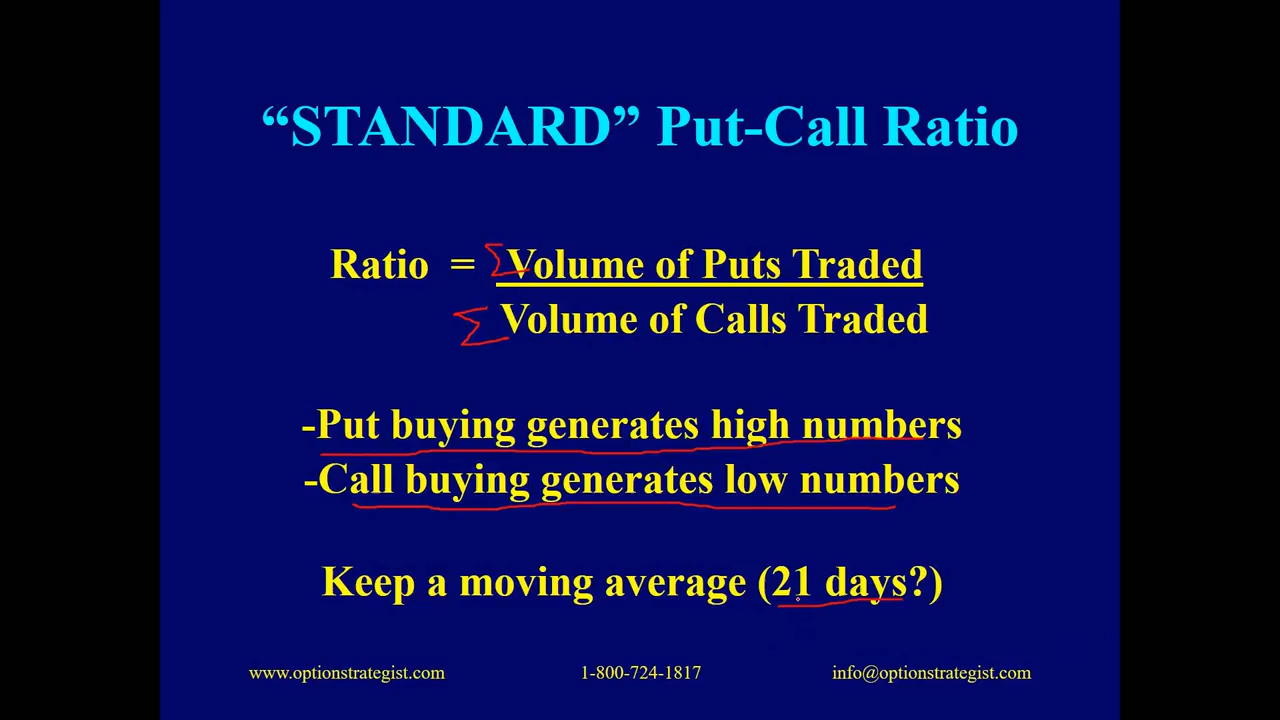 “STANDARD” Put-Call Ratio
Ratio = ∑ Volume of Puts Traded
∑ Volume of Calls Traded
-Put buying generates high numbers
-Call buying generates low numbers
Keep a moving average (21 days?)
www.optionstrategist.com 1-800-724-1817 info@optionstrategist.com